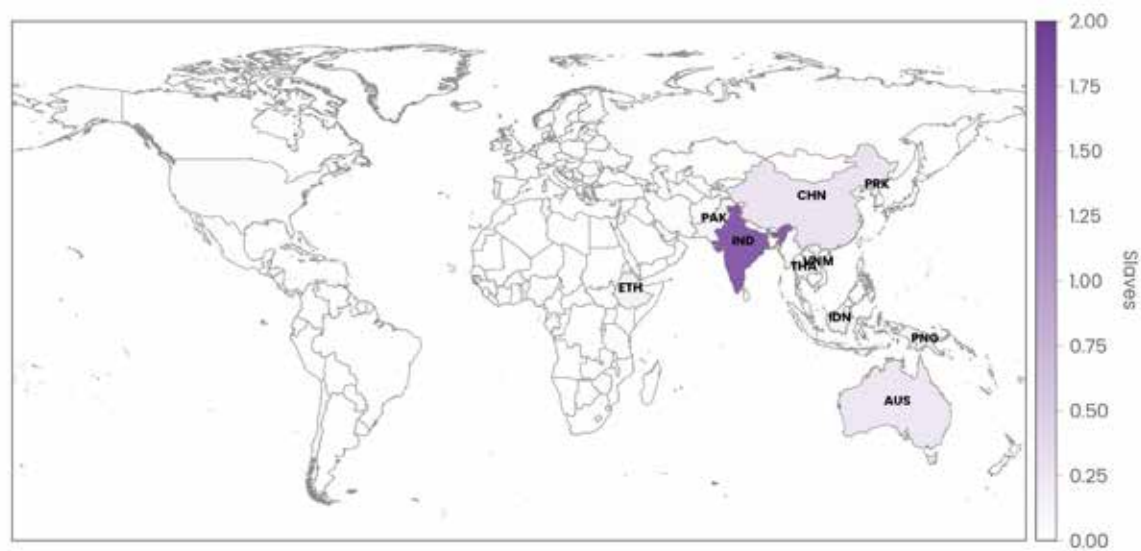 2.00
1.75
1.50
1.25
1.00
0.75
0.50
0.25
0.00
Slaves
PRK
CHN
PAK
IND
VNM
THA
ETH
IDN
PNG
AUS